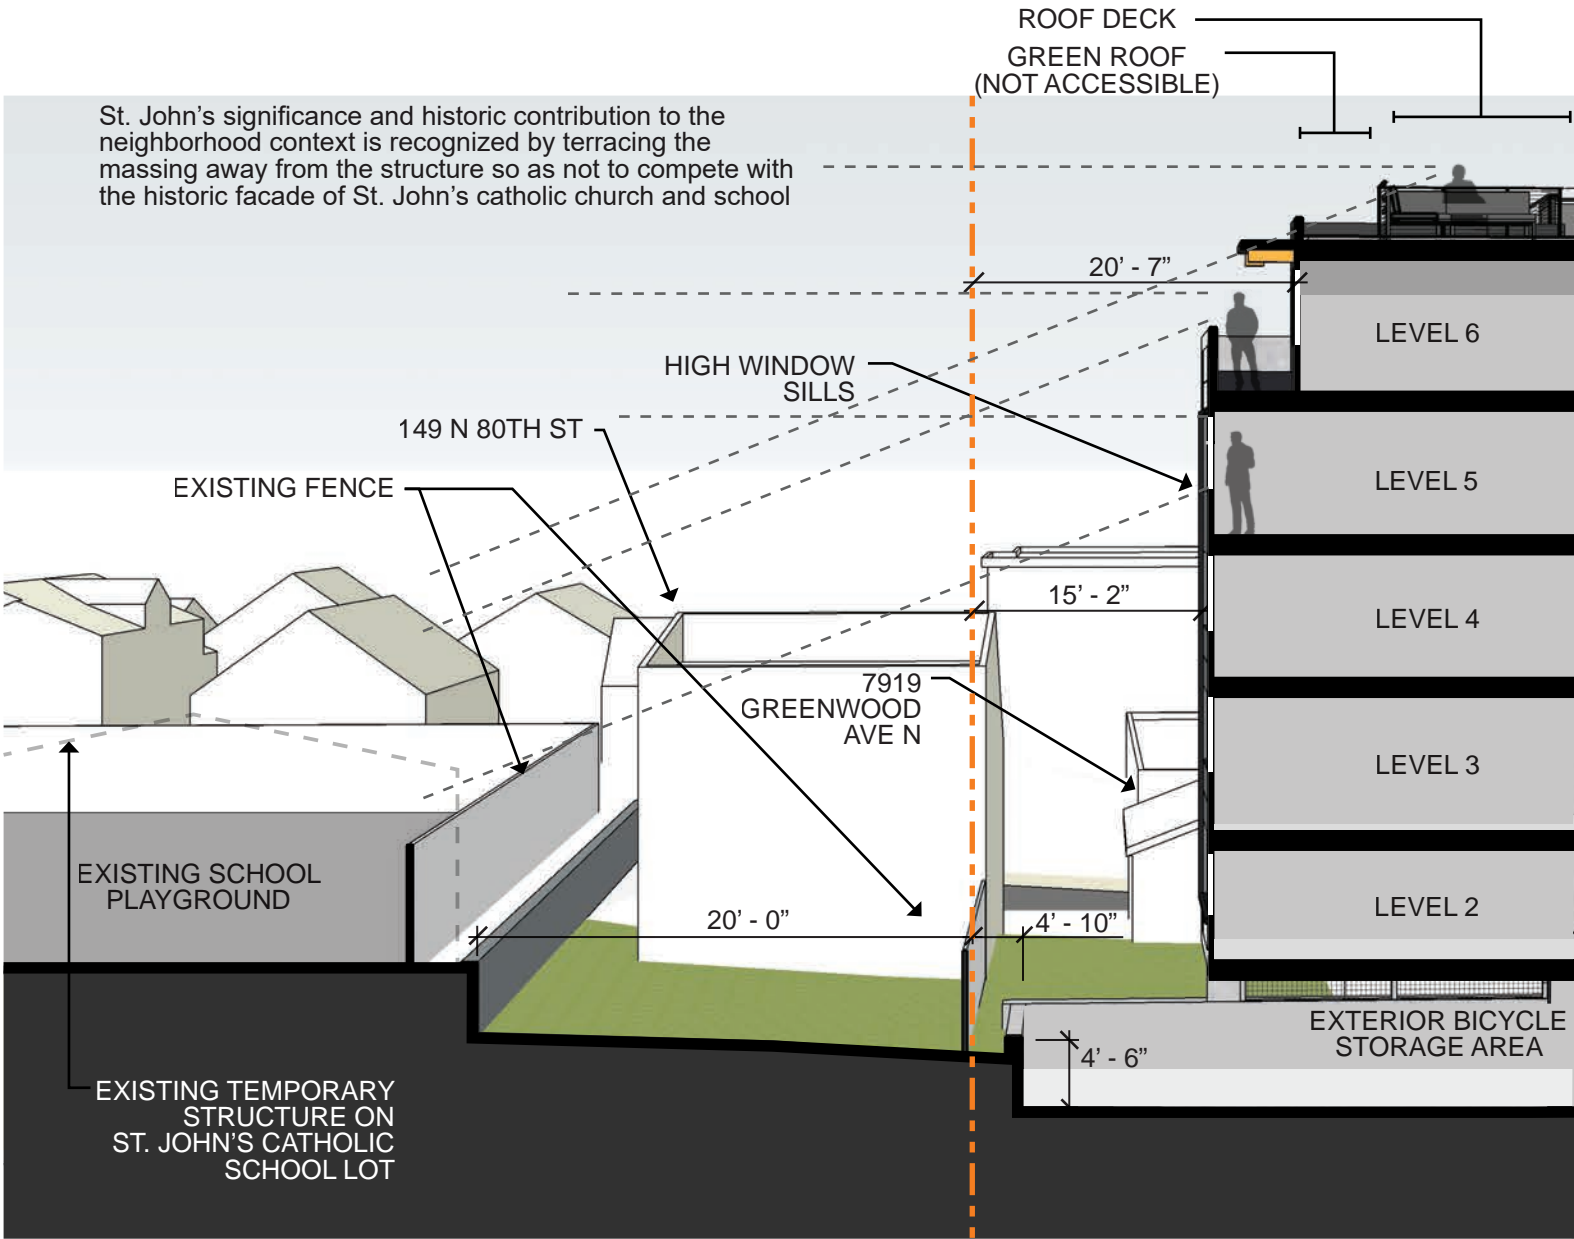 ROOF DECK
GREEN ROOF
(NOT ACCESSIBLE)
St. John’s significance and historic contribution to the
neighborhood context is recognized by terracing the
massing away from the structure so as not to compete with
the historic facade of St. John’s catholic church and school
20’ - 7”
LEVEL 6
HIGH WINDOW
SILLS
149 N 80TH ST
EXISTING FENCE
LEVEL 5
15’ - 2”
LEVEL 4
7919
GREENWOOD
AVE N
LEVEL 3
EXISTING SCHOOL
PLAYGROUND
20’ - 0”
4’ - 10”
LEVEL 2
EXTERIOR BICYCLE
STORAGE AREA
4’ - 6”
EXISTING TEMPORARY
STRUCTURE ON
ST. JOHN’S CATHOLIC
SCHOOL LOT